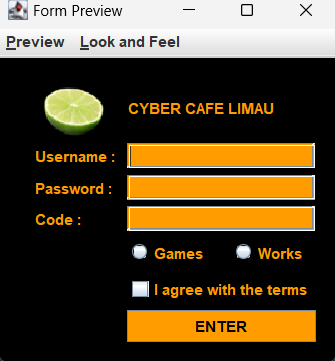 Form Preview
Preview Look and Feel
CYBER CAFE LIMAU
Username :
Password :
Code :
Games Works
I agree with the terms
ENTER